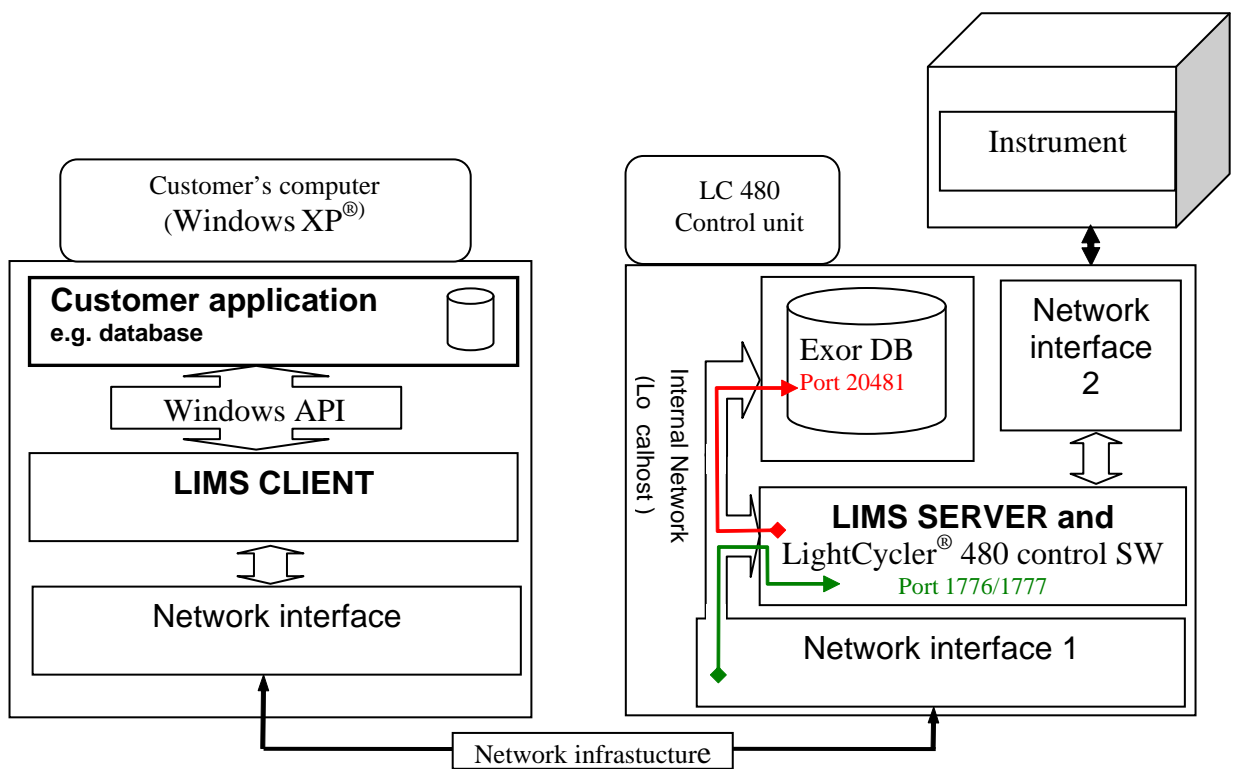 Instrument
Customer's computer
(Windows XP®)
LC 480
Control unit
Customer application
e.g. database
Windows API
LIMS CLIENT
Network interface
Internal Network
(Lo calhost )
Exor DB
Port 20481
Network
interface
2
LIMS SERVER and
LightCycler® 480 control SW
Port 1776/1777
Network interface 1
Network infrastucture